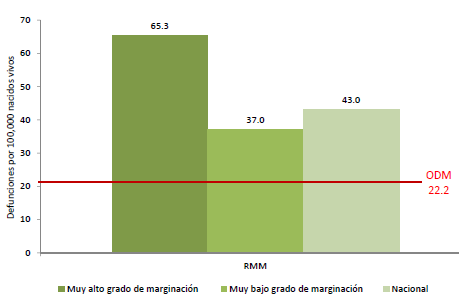 Defunciones por 100,000 nacidos vivos
70
60
50
40
30
20
10
0
65.3
37.0
43.0
ODM
22.2
RMM
Muy alto grado de marginación
Muy bajo grado de marginación
Nacional